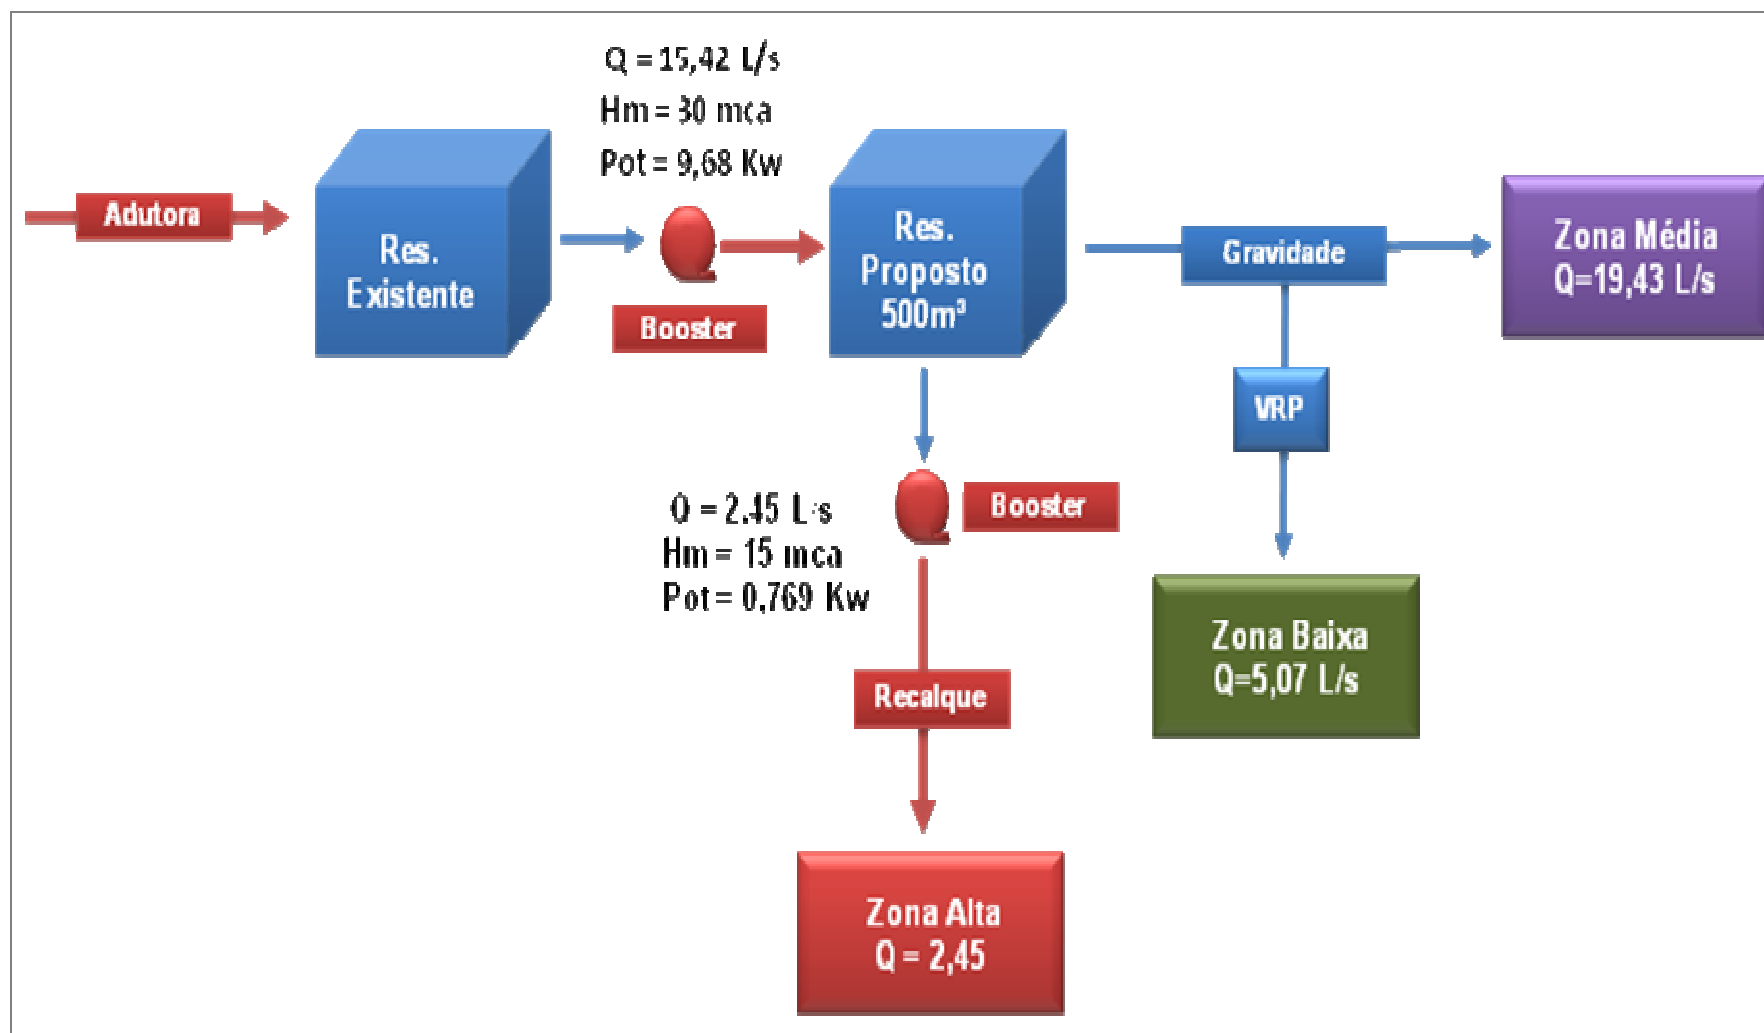 Q = 15,42 L/s
Hm = 30 mca
Pot = 9,68 Kw
Adutora
Res.
Existente
Booster
Res.
Proposto
500m³
Gravidade
Zona Média
Q=19,43 L/s
VRP
Q = 2,45 L/s
Hm = 15 mca
Pot = 0,769 Kw
Booster
Zona Baixa
Q=5,07 L/s
Recalque
Zona Alta
Q = 2,45